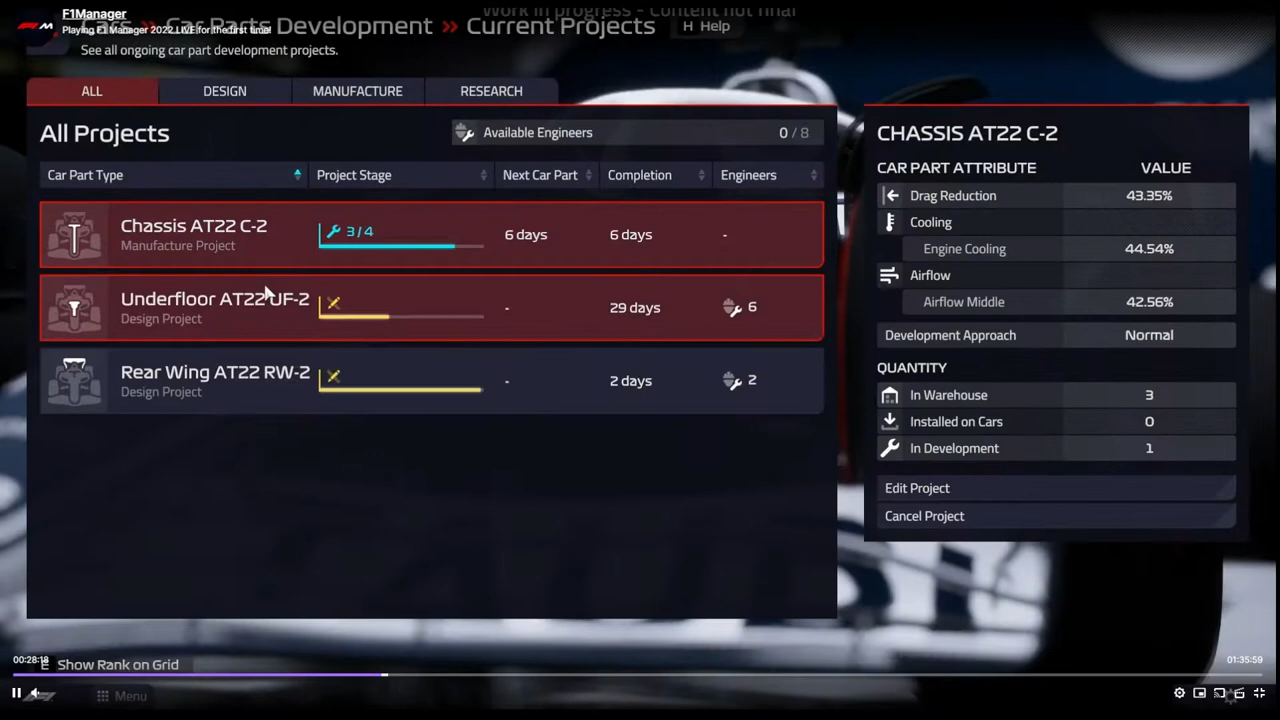 Work in progress - Content not final
F1Manager
Playing F1 Manager 2022 LIVE for the first time!
Cars » Car Parts Development » Current Projects
H Help
See all ongoing car part development projects.
ALL DESIGN MANUFACTURE RESEARCH
All Projects
Available Engineers 0 / 8
Car Part Type Project Stage Next Car Part Completion Engineers
Chassis AT22 C-2
Manufacture Project
3/4 6 days 6 days -
Underfloor AT22 UF-2
Design Project
- 29 days 6
Rear Wing AT22 RW-2
Design Project
- 2 days 2
CHASSIS AT22 C-2
CAR PART ATTRIBUTE VALUE
Drag Reduction 43.35%
Cooling
Engine Cooling 44.54%
Airflow
Airflow Middle 42.56%
Development Approach Normal
QUANTITY
In Warehouse 3
Installed on Cars 0
In Development 1
Edit Project
Cancel Project
00:28:18
E Show Rank on Grid
01:35:59
Menu